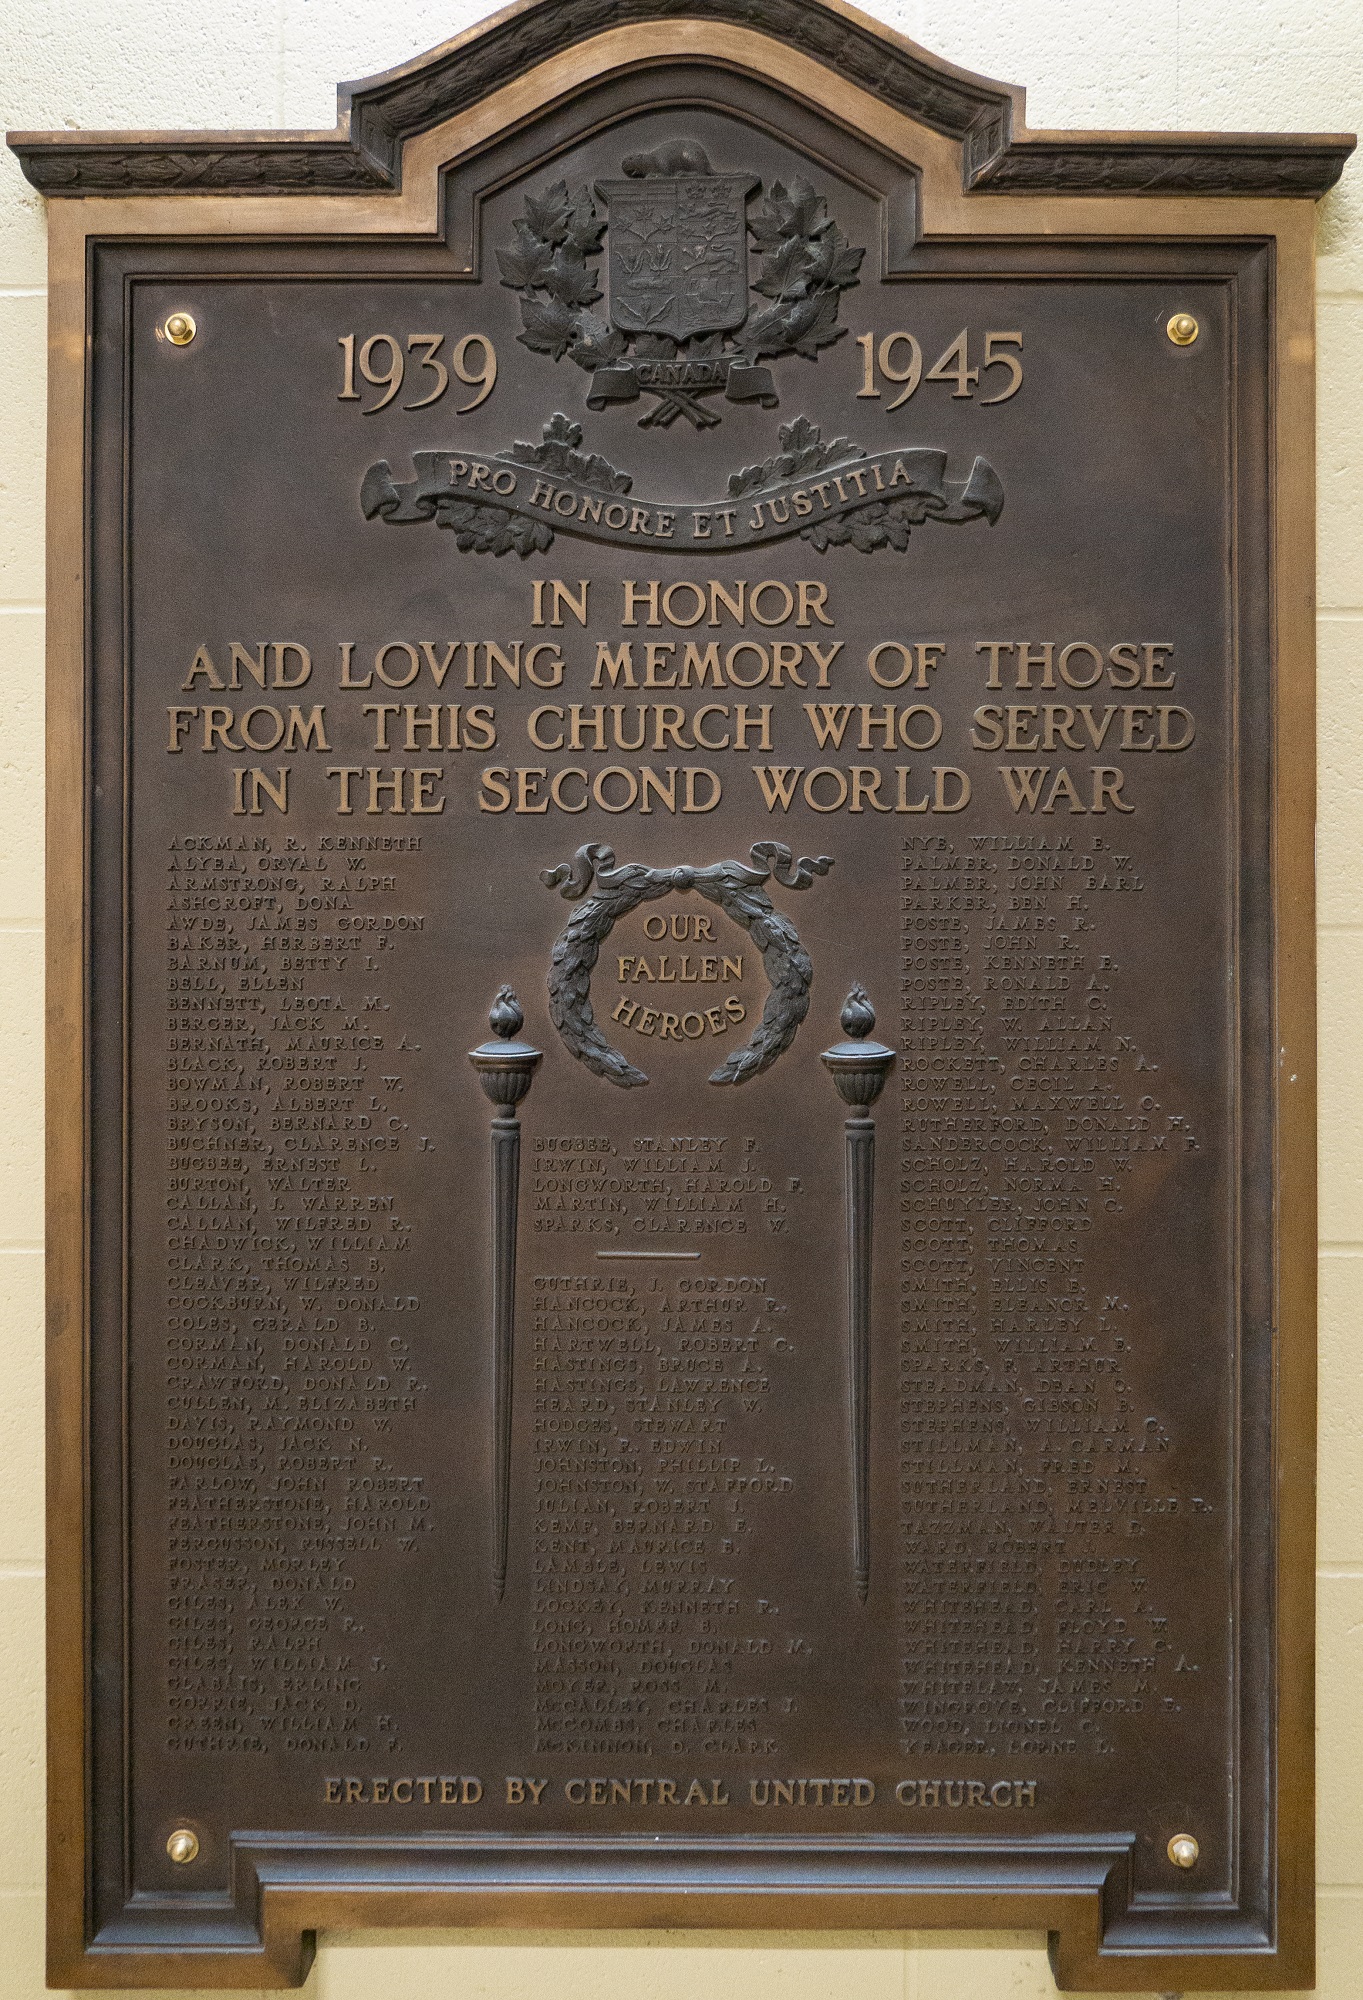 CANADA
1939 1945
PRO HONORE ET JUSTITIA
IN HONOR
AND LOVING MEMORY OF THOSE
FROM THIS CHURCH WHO SERVED
IN THE SECOND WORLD WAR
ACKMAN, R. KENNETH
ALYEA, ORVAL W.
ARMSTRONG, RALPH
ASHCROFT, DONA
AWDE, JAMES GORDON
BAKER, HERBERT F.
BARNUM, BETTY I.
BELL, ELLEN
BENNETT, LEOTA M.
BERGER, JACK M.
BERNATH, MAURICE A.
BLACK, ROBERT J.
BOWMAN, ROBERT W.
BROOKS, ALBERT L.
BRYSON, BERNARD C.
BUCHNER, CLARENCE J.
BUGBEE, ERNEST L.
BURTON, WALTER
CALLAN, J. WARREN
CALLAN, WILFRED R.
CHADWICK, WILLIAM
CLARK, THOMAS B.
CLEAVER, WILFRED
COCKBURN, W. DONALD
COLES, GERALD B.
CORMAN, DONALD C.
CORMAN, HAROLD W.
CRAWFORD, DONALD R.
CULLEN, M. ELIZABETH
DAVIS, RAYMOND W.
DOUGLAS, JACK N.
DOUGLAS, ROBERT R.
FARLOW, JOHN ROBERT
FEATHERSTONE, HAROLD
FEATHERSTONE, JOHN M.
FERGUSSON, RUSSELL W.
FOSTER, MORLEY
FRASER, DONALD
GILES, ALEX W.
GILES, GEORGE R.
GILES, RALPH
GILES, WILLIAM J.
GLABAIS, ERLING
GORRIE, JACK D.
GREEN, WILLIAM H.
GUTHRIE, DONALD F.
OUR
FALLEN
HEROES
BUGBEE, STANLEY F.
IRWIN, WILLIAM J.
LONGWORTH, HAROLD F.
MARTIN, WILLIAM H.
SPARKS, CLARENCE W.
GUTHRIE, J. GORDON
HANCOCK, ARTHUR R.
HANCOCK, JAMES A.
HARTWELL, ROBERT C.
HASTINGS, BRUCE A.
HASTINGS, LAWRENCE
HEARD, STANLEY W.
HODGES, STEWART
IRWIN, R. EDWIN
JOHNSTON, PHILLIP L.
JOHNSTON, W. STAFFORD
JULIAN, ROBERT J.
KEMP, BERNARD E.
KENT, MAURICE H.
LAMBLE, LEWIS
LINDSAY, MURRAY
LOCKEY, KENNETH R.
LONG, HOMER B.
LONGWORTH, DONALD M.
MASSON, DOUGLAS
MOYER, ROSS M.
McCALLEY, CHARLES J.
McCOMBS, CHARLES
McKINNON, D. CLARK
NYE, WILLIAM E.
PALMER, DONALD W.
PALMER, JOHN EARL
PARKER, BEN H.
POSTE, JAMES R.
POSTE, JOHN R.
POSTE, KENNETH E.
POSTE, RONALD A.
RIPLEY, EDITH C.
RIPLEY, W. ALLAN
RIPLEY, WILLIAM N.
ROCKETT, CHARLES A.
ROWELL, CECIL A.
ROWELL, MAXWELL O.
RUTHERFORD, DONALD H.
SANDERCOCK, WILLIAM F.
SCHOLZ, HAROLD W.
SCHOLZ, NORMA H.
SCHUYLER, JOHN C.
SCOTT, CLIFFORD
SCOTT, THOMAS
SCOTT, VINCENT
SMITH, ELLIS E.
SMITH, ELEANOR M.
SMITH, HARLEY L.
SMITH, WILLIAM E.
SPARKS, F. ARTHUR
STEADMAN, DEAN O.
STEPHENS, GIBSON B.
STEPHENS, WILLIAM C.
STILLMAN, A. CARMAN
STILLMAN, FRED M.
SUTHERLAND, ERNEST
SUTHERLAND, MELVILLE R.
TAZZMAN, WALTER D.
WARD, ROBERT J.
WATERFIELD, DUDLEY
WATERFIELD, ERIC W.
WHITEHEAD, CARL A.
WHITEHEAD, FLOYD W.
WHITEHEAD, HARRY C.
WHITEHEAD, KENNETH A.
WHITELAW, JAMES M.
WINGROVE, CLIFFORD E.
WOOD, LIONEL C.
YEAGER, LORNE L.
ERECTED BY CENTRAL UNITED CHURCH